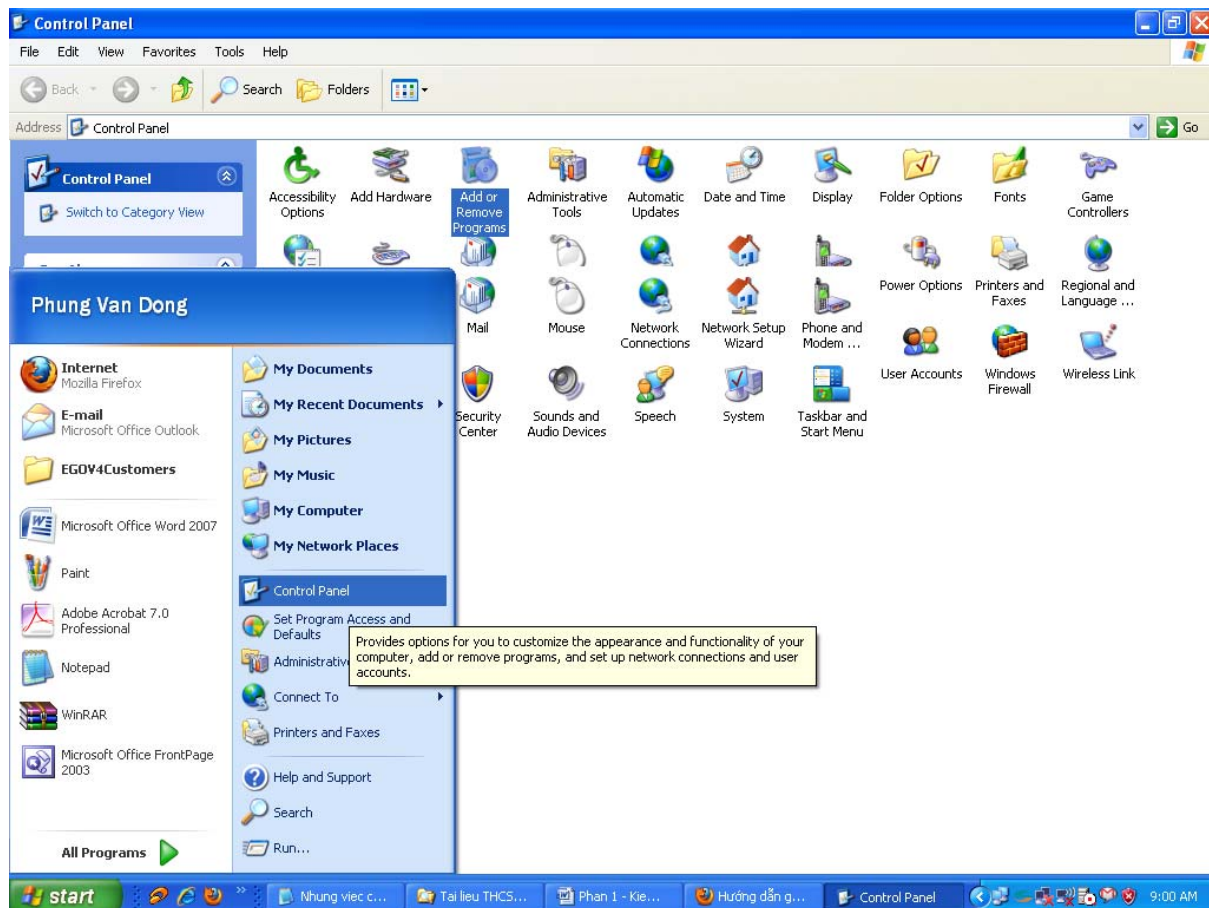 Control Panel
File Edit View Favorites Tools Help
Back Search Folders
Address Control Panel Go
Control Panel
Switch to Category View
Accessibility
Options
Add Hardware
Add or
Remove
Programs
Administrative
Tools
Automatic
Updates
Date and Time
Display
Folder Options
Fonts
Game
Controllers
Power Options
Printers and
Faxes
Regional and
Language ...
Mail
Mouse
Network
Connections
Network Setup
Wizard
Phone and
Modem ...
User Accounts
Windows
Firewall
Wireless Link
Security
Center
Sounds and
Audio Devices
Speech
System
Taskbar and
Start Menu
Phung Van Dong
Internet
Mozilla Firefox
E-mail
Microsoft Office Outlook
EGOV4Customers
Microsoft Office Word 2007
Paint
Adobe Acrobat 7.0
Professional
Notepad
WinRAR
Microsoft Office FrontPage
2003
All Programs
My Documents
My Recent Documents
My Pictures
My Music
My Computer
My Network Places
Control Panel
Set Program Access and
Defaults
Administrative
Connect To
Printers and Faxes
Help and Support
Search
Run...
Provides options for you to customize the appearance and functionality of your
computer, add or remove programs, and set up network connections and user
accounts.
start
Nhung viec c...
Tai lieu THCS...
Phan 1 - Kie...
Hướng dẫn g...
Control Panel
9:00 AM